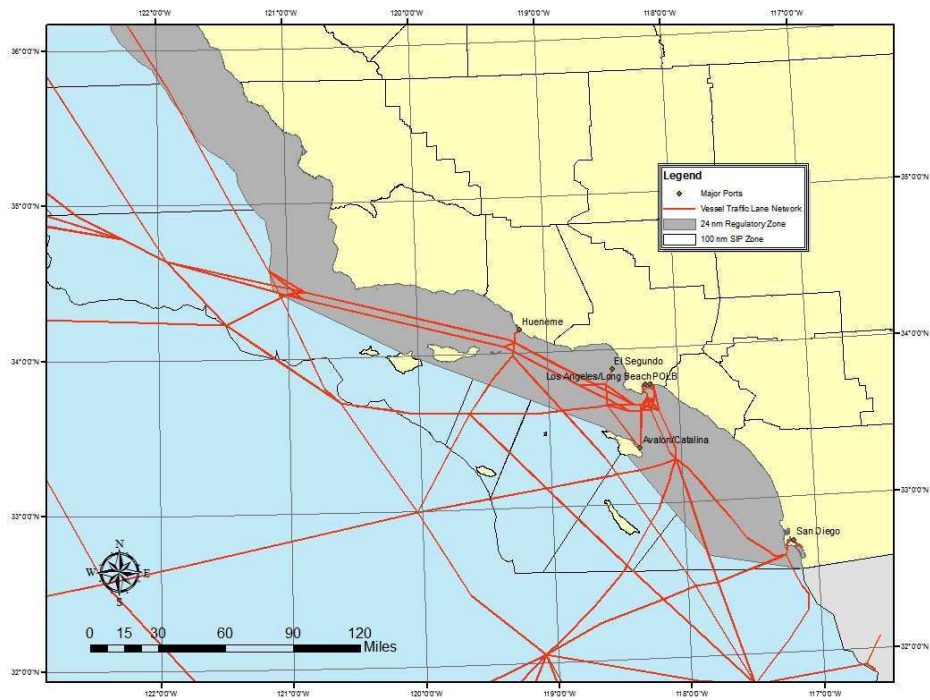 122°0'0"W 121°0'0"W 120°0'0"W 119°0'0"W 118°0'0"W 117°0'0"W
36°0'0"N
35°0'0"N 35°0'0"N
Legend
Major Ports
Vessel Traffic Lane Network
24 nm Regulatory Zone
100 nm SIP Zone
Hueneme
34°0'0"N 34°0'0"N
El Segundo
Los Angeles/Long Beach POLB
Avalon/Catalina
33°0'0"N 33°0'0"N
San Diego
N
W E
S
0 15 30 60 90 120
Miles
32°0'0"N 32°0'0"N
122°0'0"W 121°0'0"W 120°0'0"W 119°0'0"W 118°0'0"W 117°0'0"W